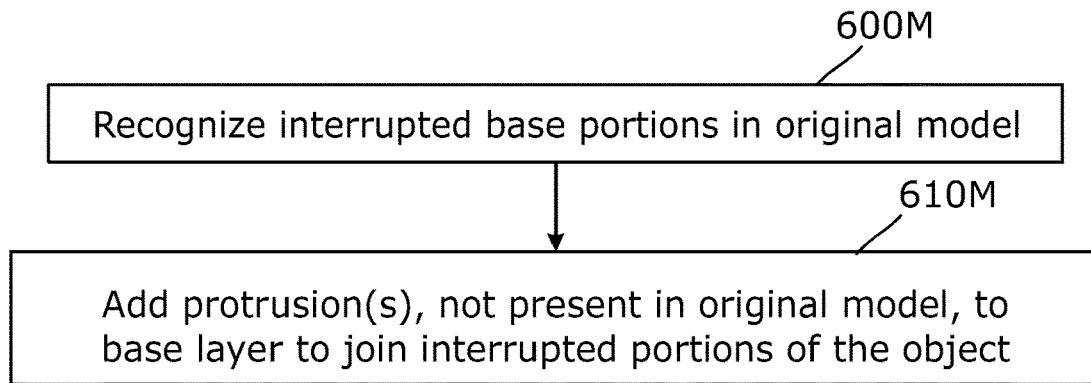 600M
Recognize interrupted base portions in original model
610M
Add protrusion(s), not present in original model, to
base layer to join interrupted portions of the object